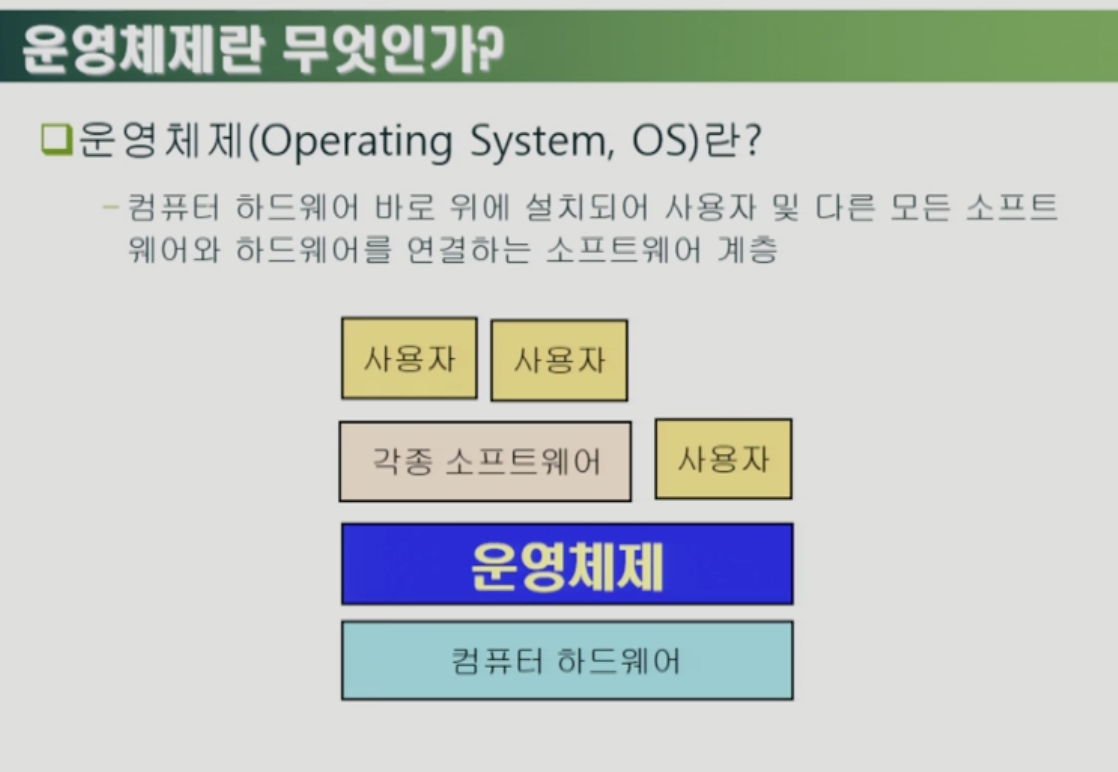 운영체제란 무엇인가?
운영체제(Operating System, OS)란?
– 컴퓨터 하드웨어 바로 위에 설치되어 사용자 및 다른 모든 소프트
웨어와 하드웨어를 연결하는 소프트웨어 계층
사용자 사용자
각종 소프트웨어 사용자
운영체제
컴퓨터 하드웨어